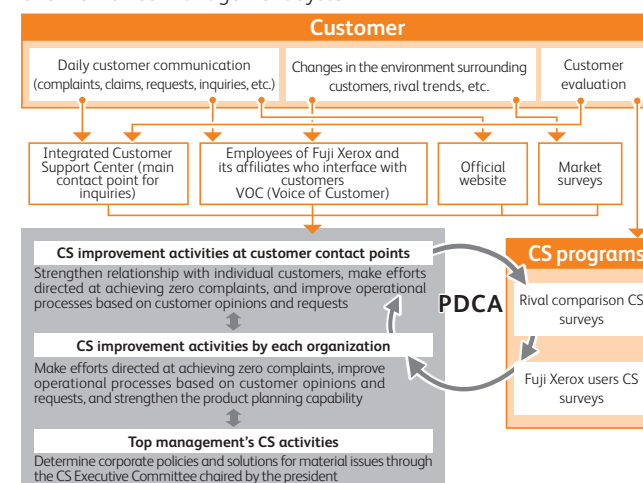 Customer
Daily customer communication
(complaints, claims, requests, inquiries, etc.)
Changes in the environment surrounding
customers, rival trends, etc.
Customer
evaluation
Integrated Customer
Support Center (main
contact point for
inquiries)
Employees of Fuji Xerox and
its affiliates who interface with
customers
VOC (Voice of Customer)
Official
website
Market
surveys
CS improvement activities at customer contact points
Strengthen relationship with individual customers, make efforts
directed at achieving zero complaints, and improve operational
processes based on customer opinions and requests
CS improvement activities by each organization
Make efforts directed at achieving zero complaints, improve
operational processes based on customer opinions and
requests, and strengthen the product planning capability
Top management's CS activities
Determine corporate policies and solutions for material issues through
the CS Executive Committee chaired by the president
PDCA
CS programs
Rival comparison CS
surveys
Fuji Xerox users CS
surveys